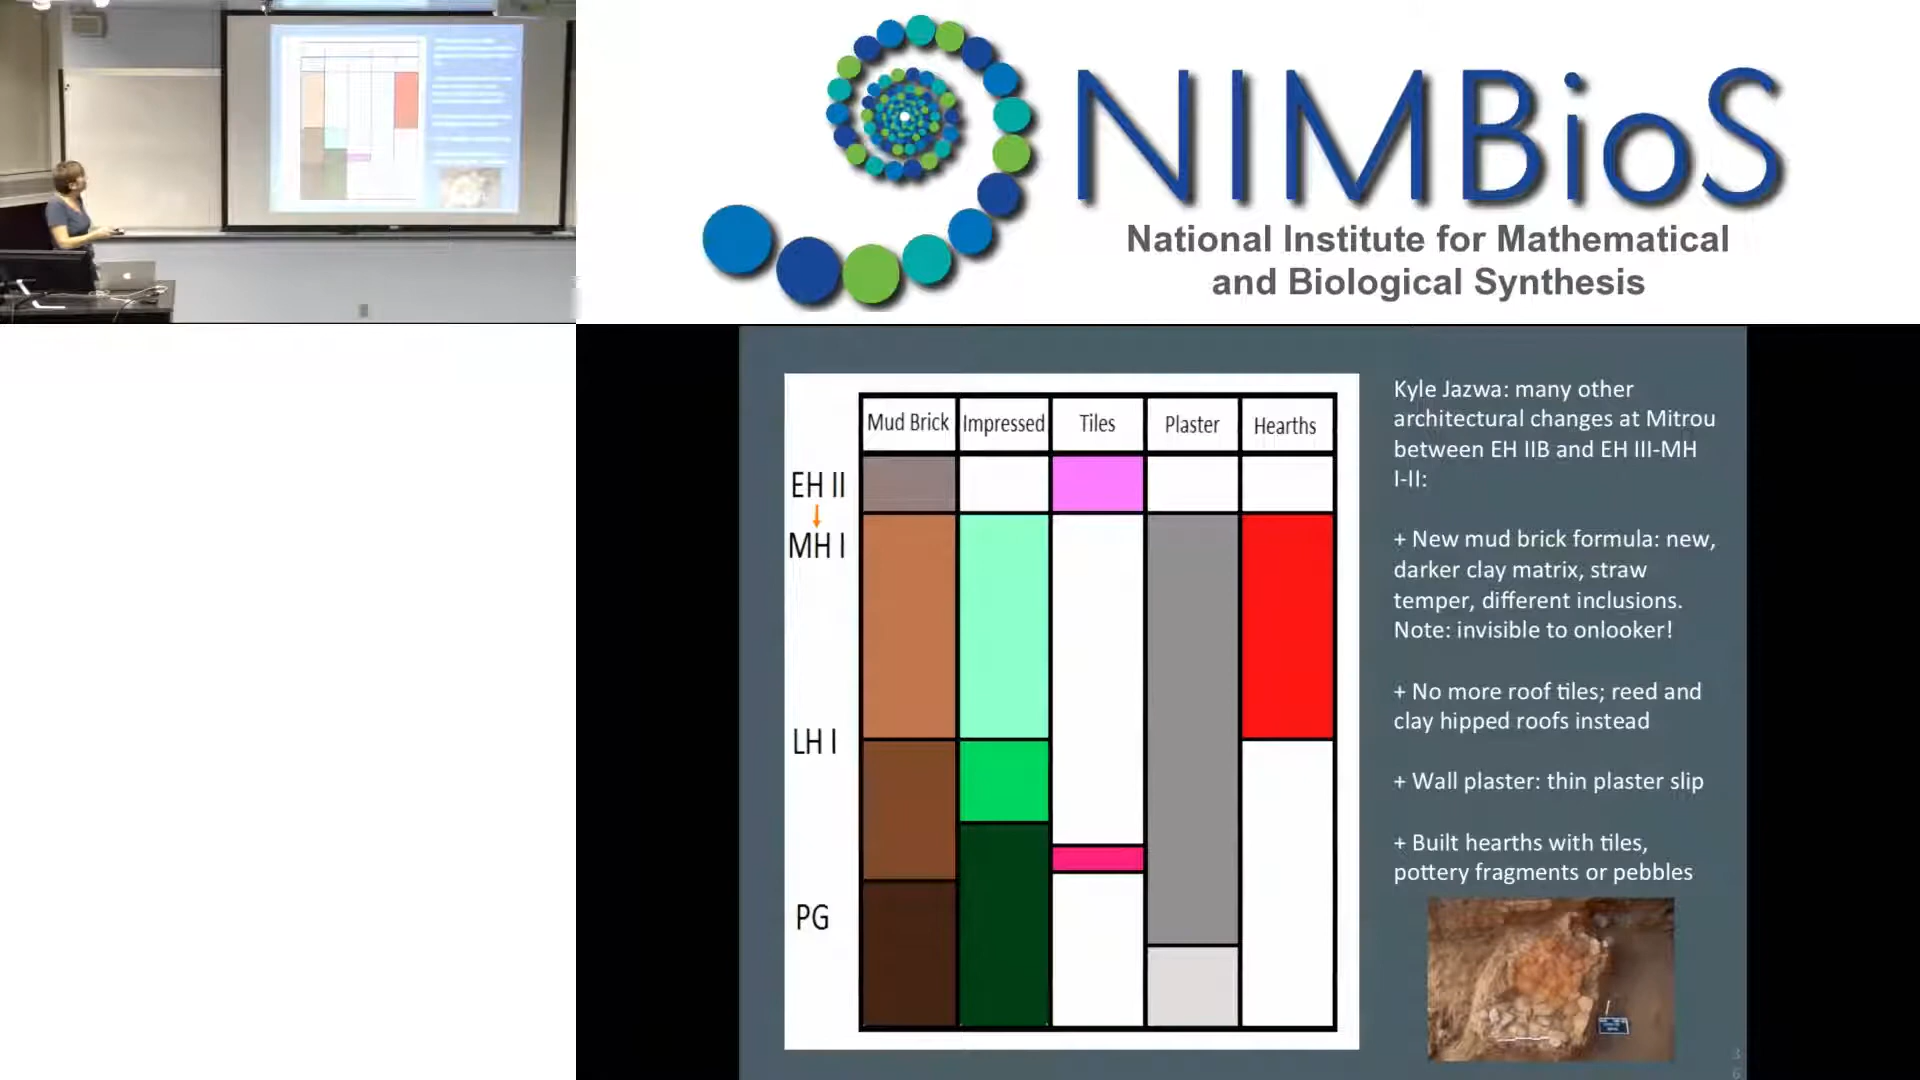 NIMBioS
National Institute for Mathematical
and Biological Synthesis
Mud Brick Impressed Tiles Plaster Hearths
EH II
MH I
LH I
PG
Kyle Jazwa: many other
architectural changes at Mitrou
between EH IIB and EH III-MH
I-II:
+ New mud brick formula: new,
darker clay matrix, straw
temper, different inclusions.
Note: invisible to onlooker!
+ No more roof tiles; reed and
clay hipped roofs instead
+ Wall plaster: thin plaster slip
+ Built hearths with tiles,
pottery fragments or pebbles